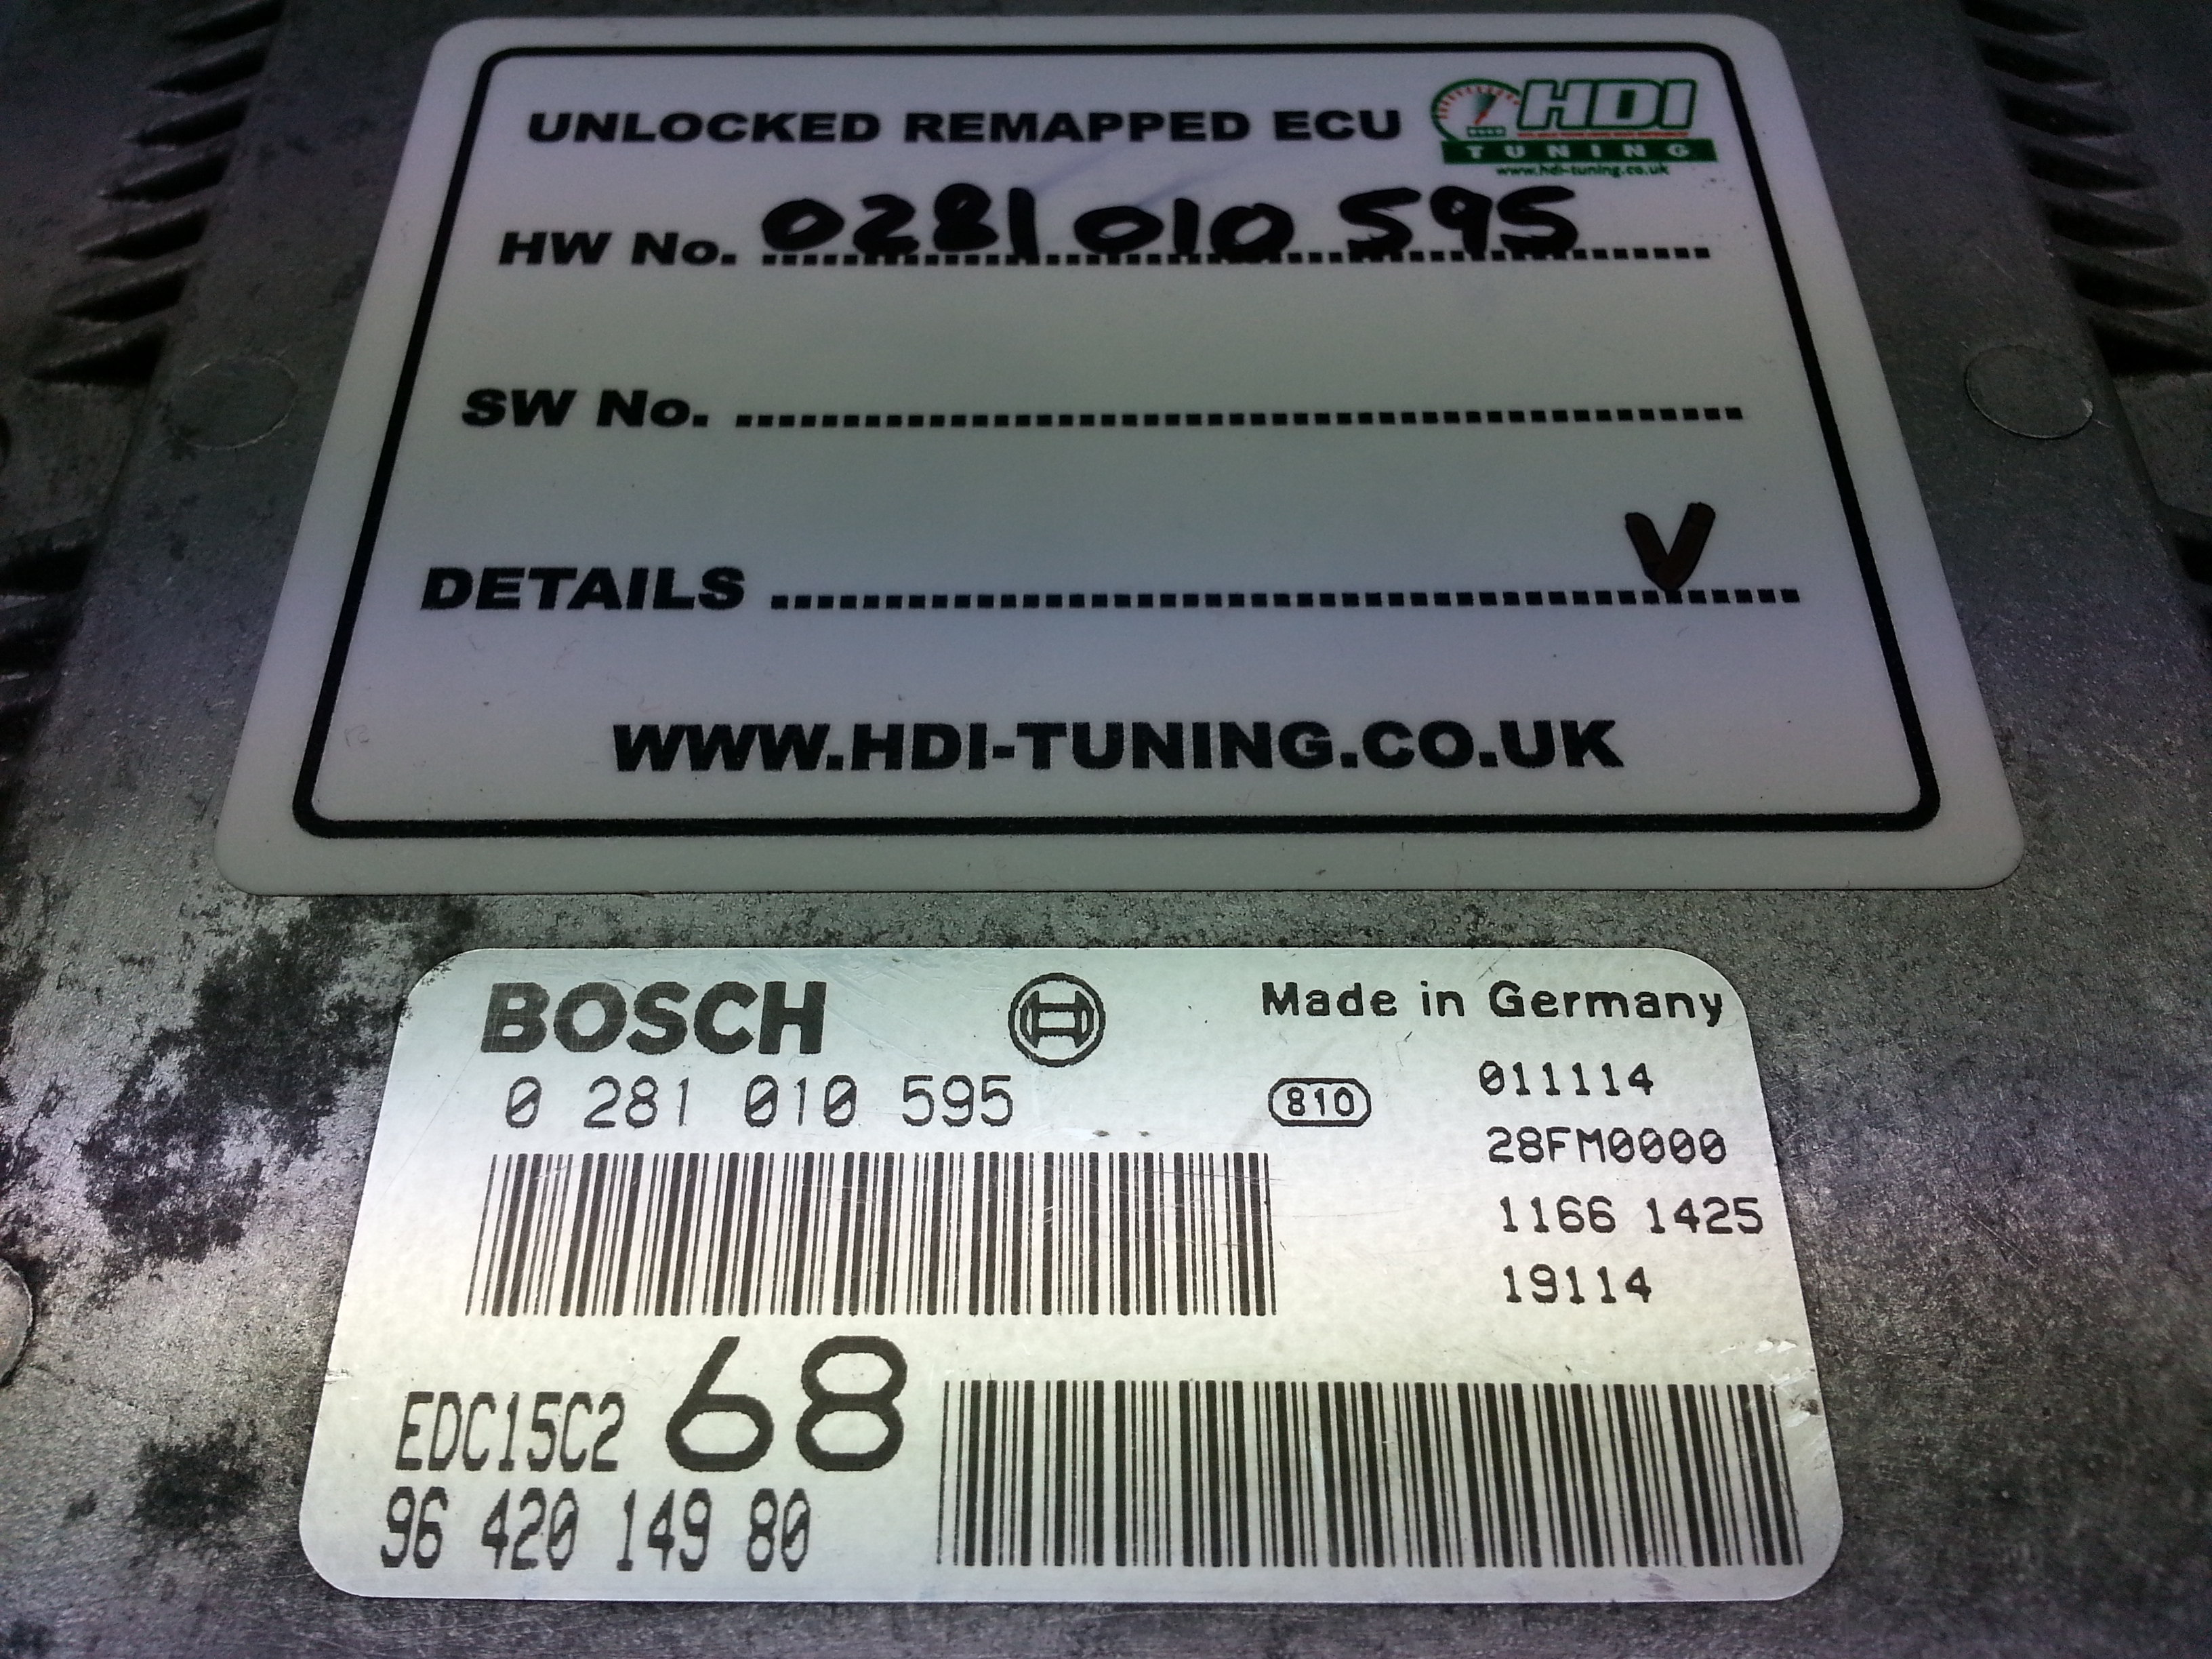 UNLOCKED REMAPPED ECU
HDI
TUNING
www.hdi-tuning.co.uk
HW No. 0281 010 595
SW No.
DETAILS V
WWW.HDI-TUNING.CO.UK
BOSCH
Made in Germany
0 281 010 595
810
011114
28FM0000
1166 1425
19114
EDC15C2 68
96 420 149 80